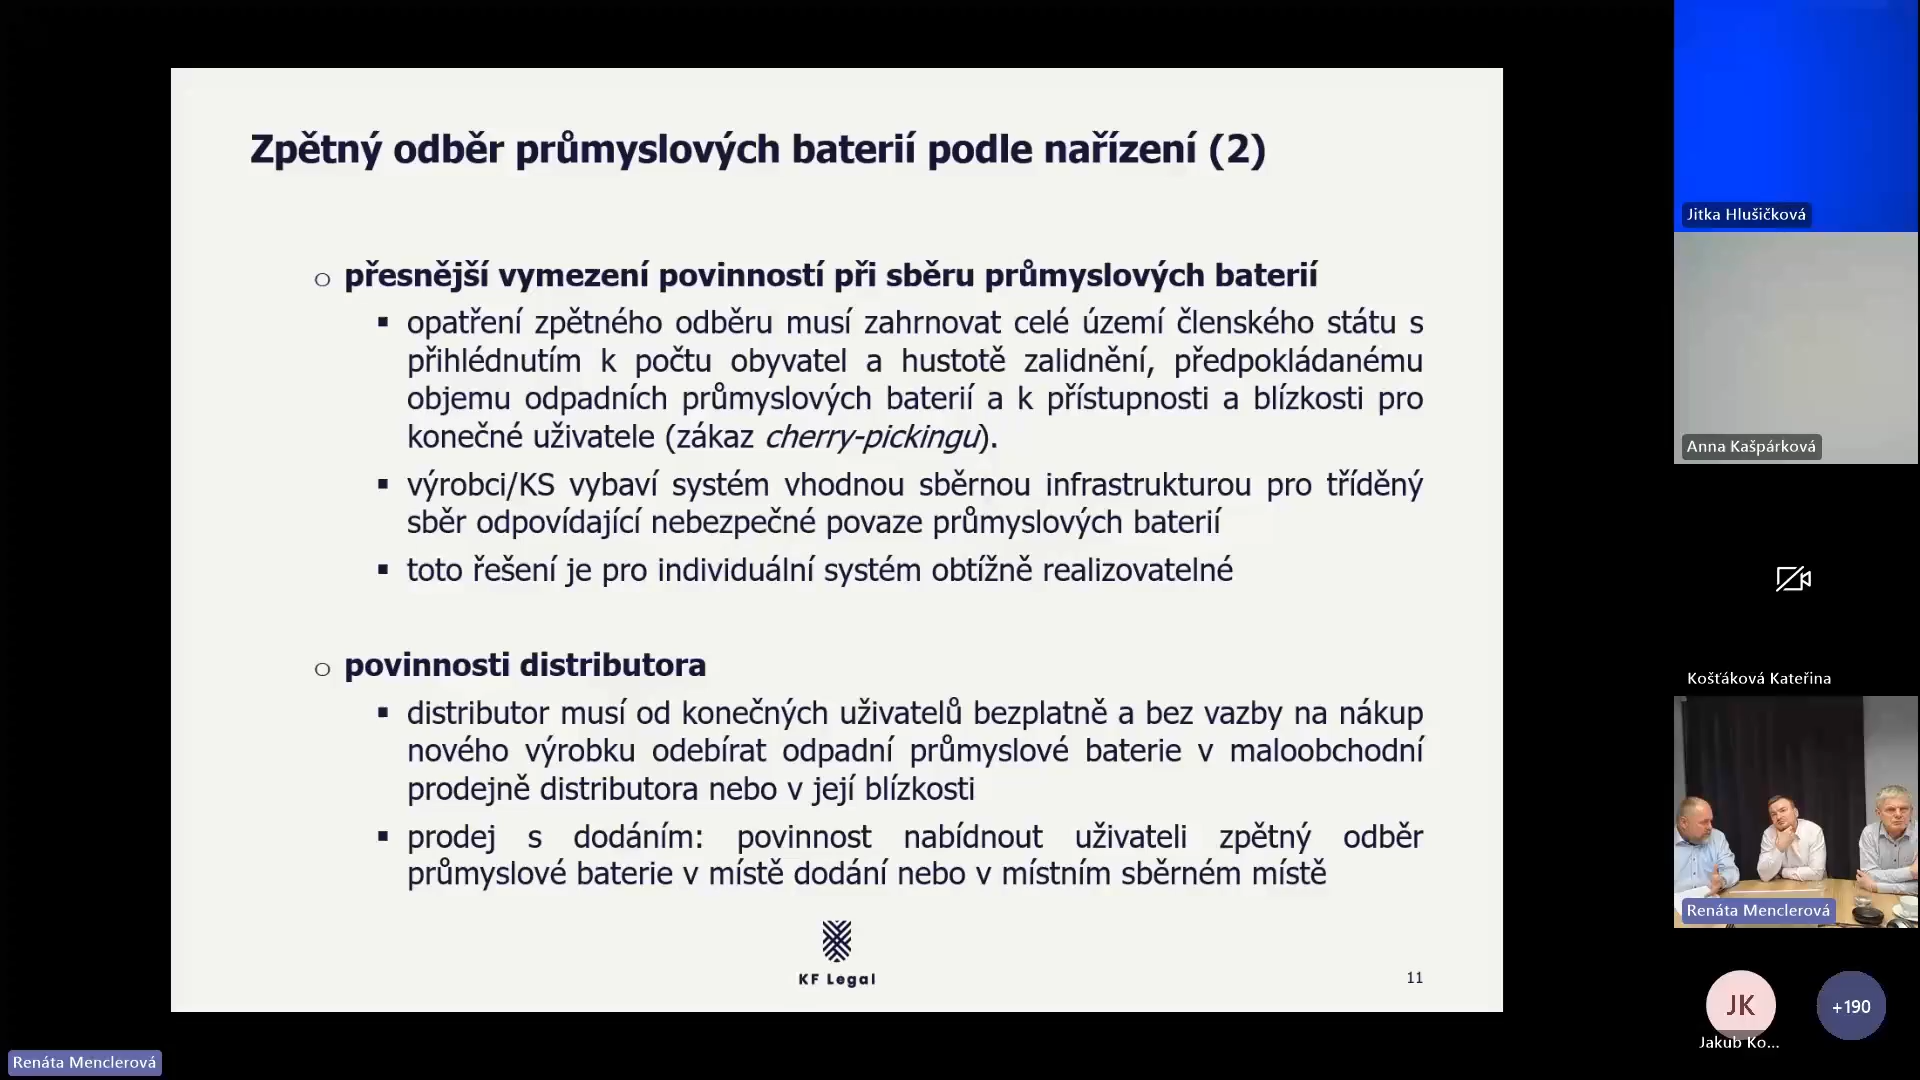 Zpětný odběr průmyslových baterií podle nařízení (2)
o přesnější vymezení povinností při sběru průmyslových baterií
▪ opatření zpětného odběru musí zahrnovat celé území členského státu s
přihlédnutím k počtu obyvatel a hustotě zalidnění, předpokládanému
objemu odpadních průmyslových baterií a k přístupnosti a blízkosti pro
konečné uživatele (zákaz cherry-pickingu).
▪ výrobci/KS vybaví systém vhodnou sběrnou infrastrukturou pro tříděný
sběr odpovídající nebezpečné povaze průmyslových baterií
▪ toto řešení je pro individuální systém obtížně realizovatelné
o povinnosti distributora
▪ distributor musí od konečných uživatelů bezplatně a bez vazby na nákup
nového výrobku odebírat odpadní průmyslové baterie v maloobchodní
prodejně distributora nebo v její blízkosti
▪ prodej s dodáním: povinnost nabídnout uživateli zpětný odběr
průmyslové baterie v místě dodání nebo v místním sběrném místě
KF Legal
11
Jitka Hlušičková
Anna Kašpárková
Košťáková Kateřina
Renáta Menclerová
JK
+190
Jakub Ko...
Renáta Menclerová